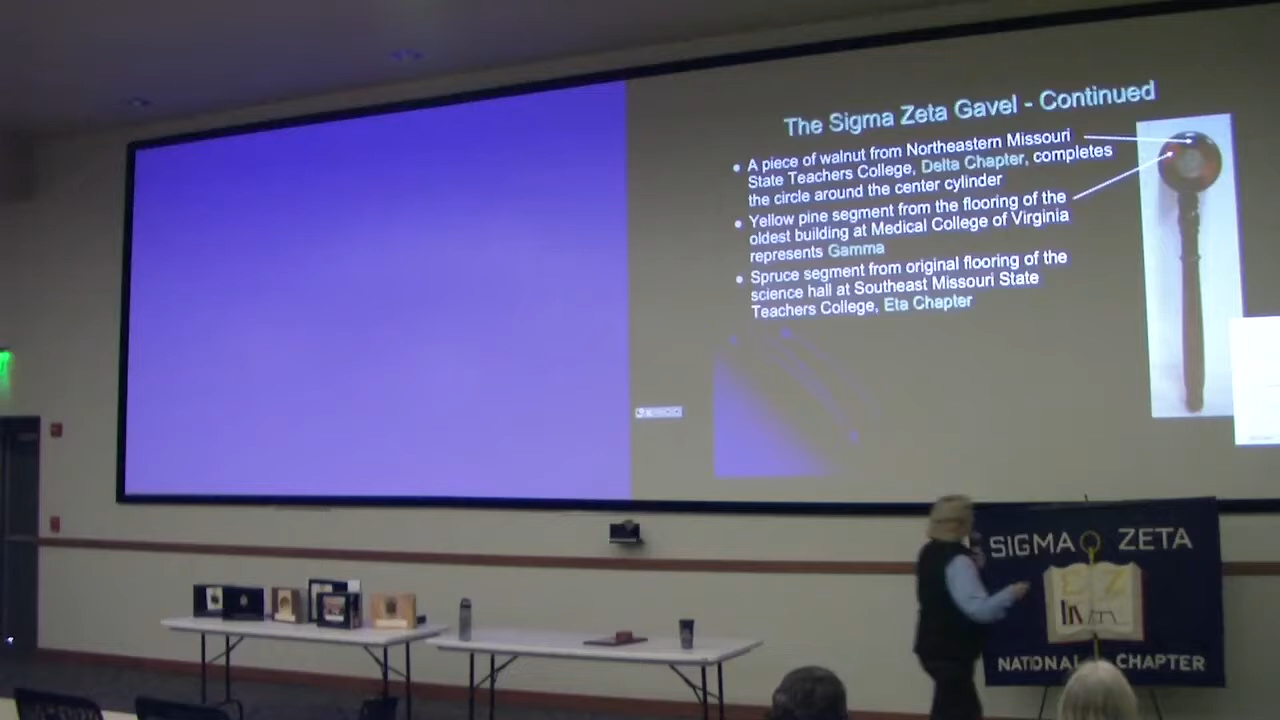 The Sigma Zeta Gavel - Continued
• A piece of walnut from Northeastern Missouri
State Teachers College, Delta Chapter, completes
the circle around the center cylinder
• Yellow pine segment from the flooring of the
oldest building at Medical College of Virginia
represents Gamma
• Spruce segment from original flooring of the
science hall at Southeast Missouri State
Teachers College, Eta Chapter
SIGMA ZETA
ΣΖ
NATIONAL CHAPTER